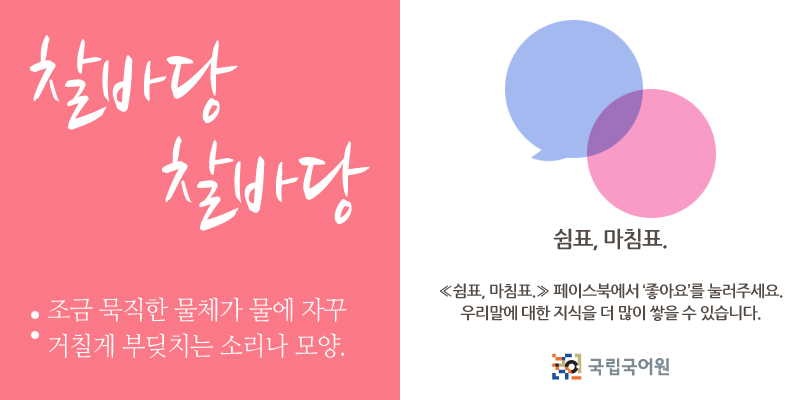 찰바당
찰바당
: 조금 묵직한 물체가 물에 자꾸
거칠게 부딪치는 소리나 모양.
쉼표, 마침표.
≪쉼표, 마침표.≫ 페이스북에서 '좋아요'를 눌러주세요.
우리말에 대한 지식을 더 많이 쌓을 수 있습니다.
국립국어원